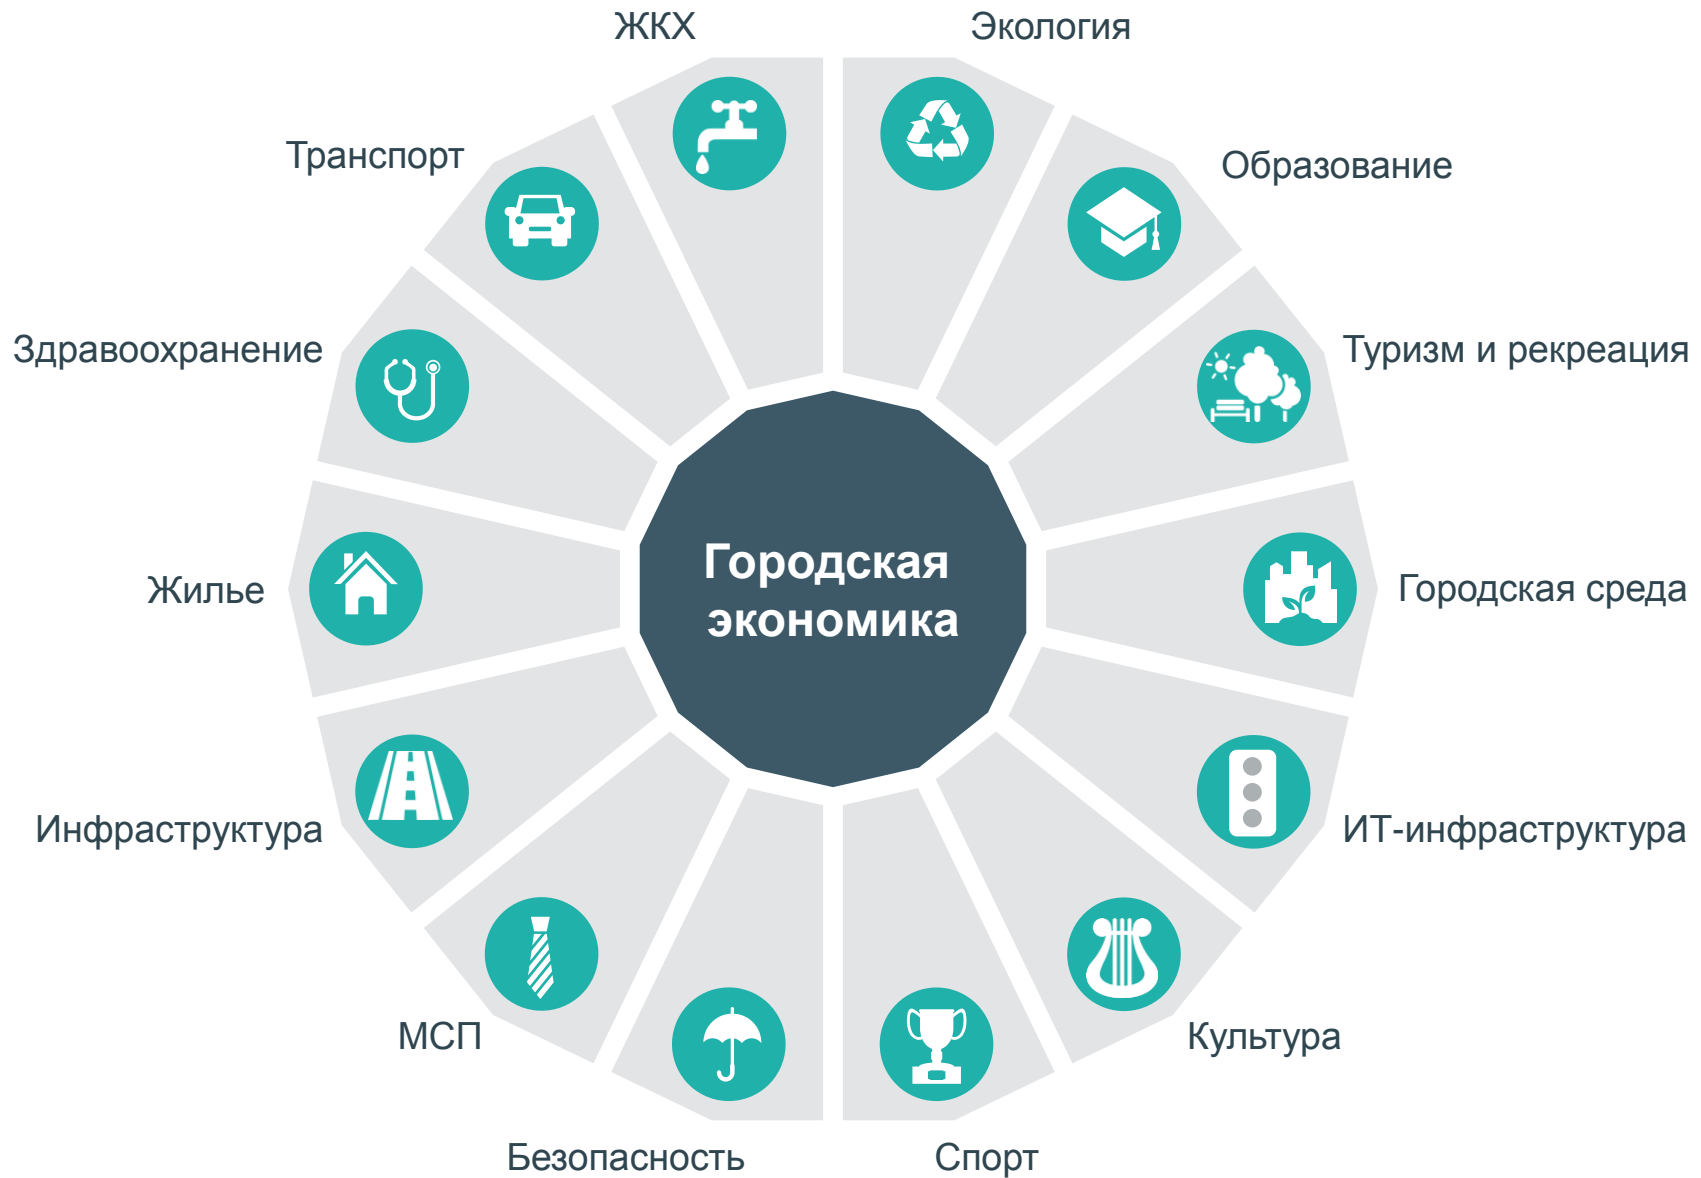 ЖКХ
Экология
Транспорт
Образование
Здравоохранение
Туризм и рекреация
Городская
экономика
Жилье
Городская среда
Инфраструктура
ИТ-инфраструктура
МСП
Культура
Безопасность
Спорт